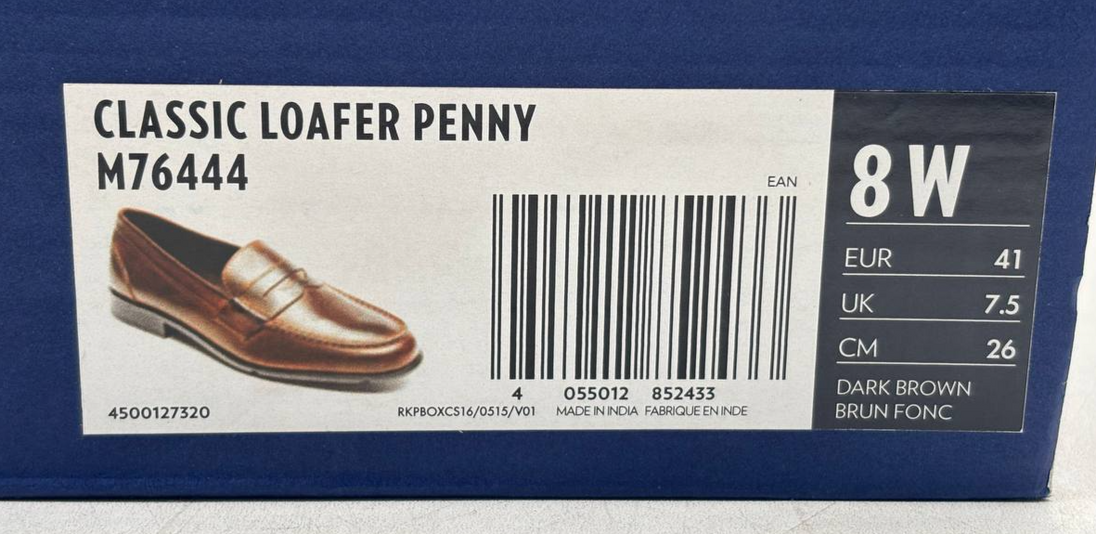 CLASSIC LOAFER PENNY
M76444
EAN
4 055012 852433
4500127320
RKPBOXCS16/0515/V01 MADE IN INDIA FABRIQUE EN INDE
8 W
EUR 41
UK 7.5
CM 26
DARK BROWN
BRUN FONC